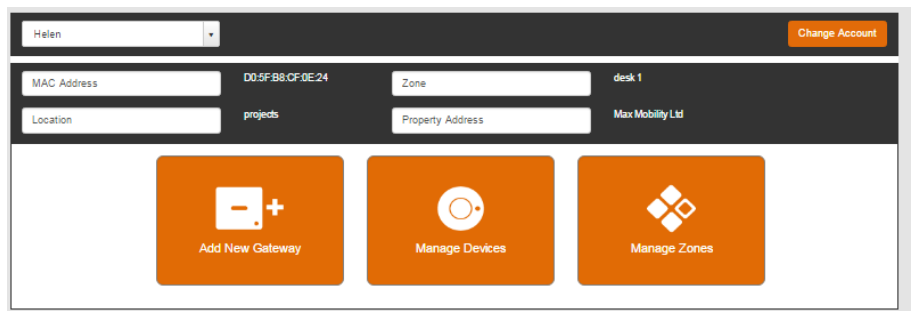 Helen
Change Account
MAC Address D0:5F:B8:CF:0E:24 Zone desk 1
Location projects Property Address Max Mobility Ltd
Add New Gateway Manage Devices Manage Zones